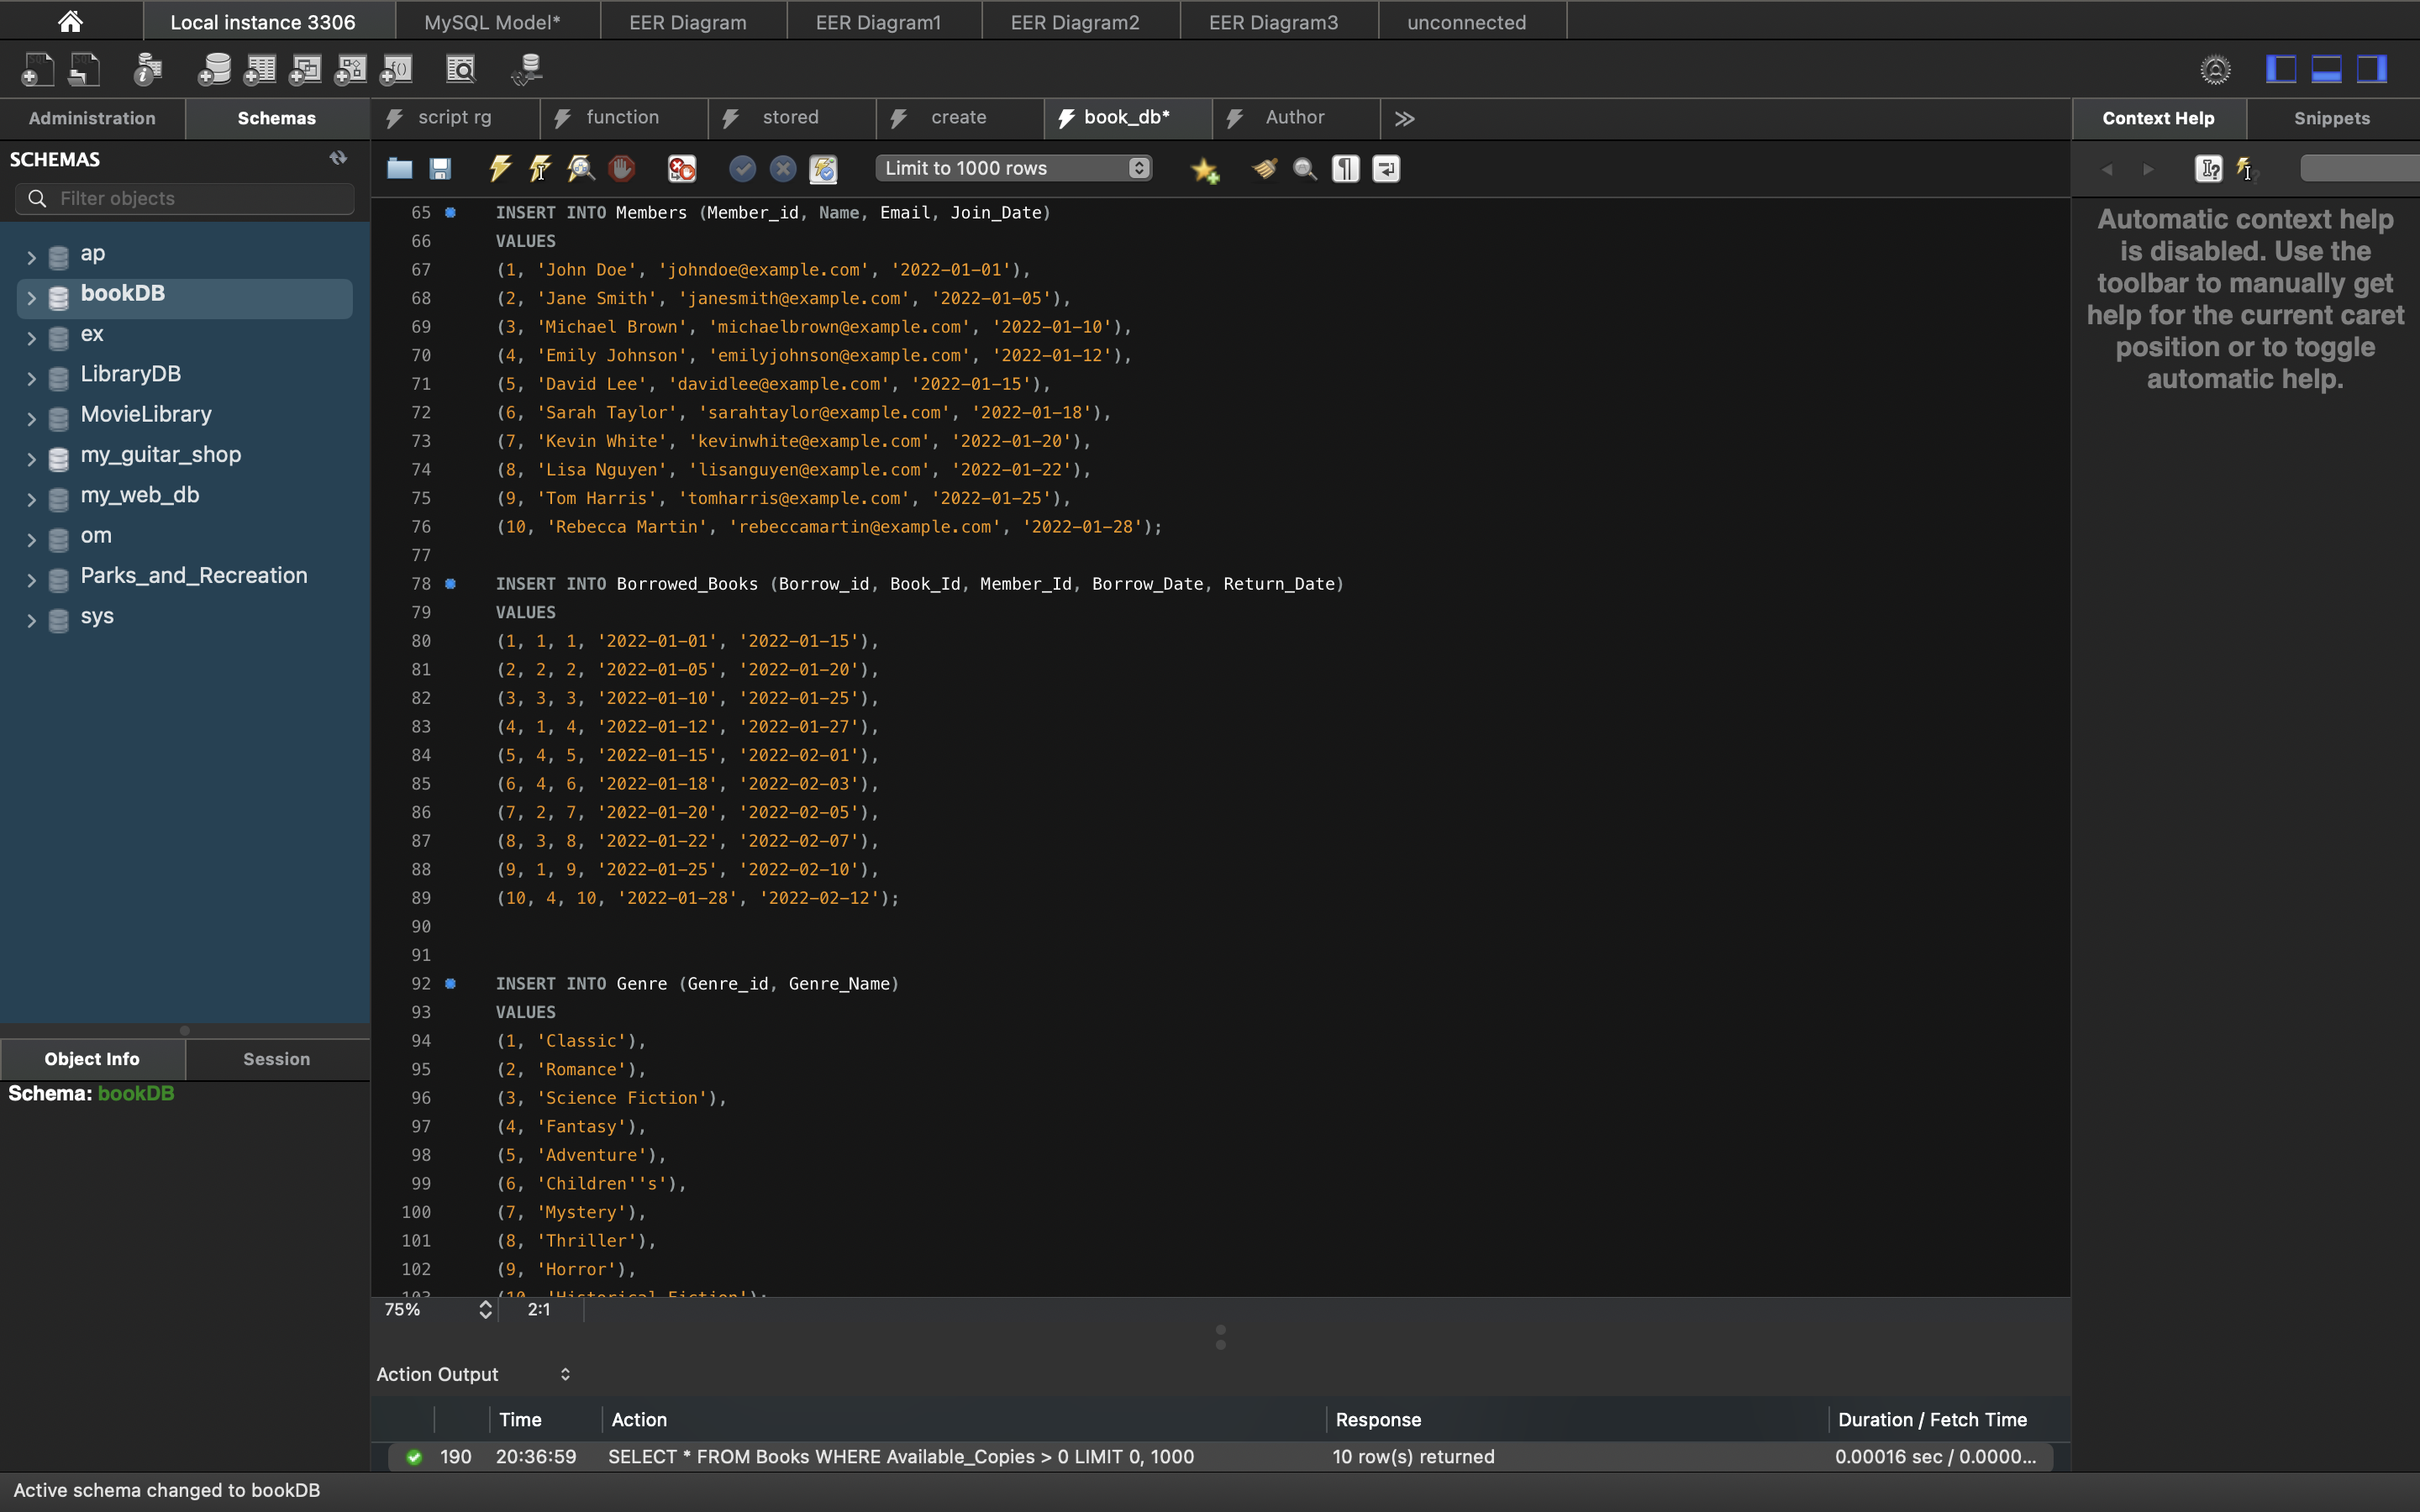 Local instance 3306 MySQL Model* EER Diagram EER Diagram1 EER Diagram2 EER Diagram3 unconnected
Administration Schemas script rg function stored create book_db* Author Context Help Snippets
SCHEMAS
Filter objects
Limit to 1000 rows
ap
bookDB
ex
LibraryDB
MovieLibrary
my_guitar_shop
my_web_db
om
Parks_and_Recreation
sys
Object Info Session
Schema: bookDB
65 INSERT INTO Members (Member_id, Name, Email, Join_Date)
66 VALUES
67 (1, 'John Doe', 'johndoe@example.com', '2022-01-01'),
68 (2, 'Jane Smith', 'janesmith@example.com', '2022-01-05'),
69 (3, 'Michael Brown', 'michaelbrown@example.com', '2022-01-10'),
70 (4, 'Emily Johnson', 'emilyjohnson@example.com', '2022-01-12'),
71 (5, 'David Lee', 'davidlee@example.com', '2022-01-15'),
72 (6, 'Sarah Taylor', 'sarahtaylor@example.com', '2022-01-18'),
73 (7, 'Kevin White', 'kevinwhite@example.com', '2022-01-20'),
74 (8, 'Lisa Nguyen', 'lisanguyen@example.com', '2022-01-22'),
75 (9, 'Tom Harris', 'tomharris@example.com', '2022-01-25'),
76 (10, 'Rebecca Martin', 'rebeccamartin@example.com', '2022-01-28');
77
78 INSERT INTO Borrowed_Books (Borrow_id, Book_Id, Member_Id, Borrow_Date, Return_Date)
79 VALUES
80 (1, 1, 1, '2022-01-01', '2022-01-15'),
81 (2, 2, 2, '2022-01-05', '2022-01-20'),
82 (3, 3, 3, '2022-01-10', '2022-01-25'),
83 (4, 1, 4, '2022-01-12', '2022-01-27'),
84 (5, 4, 5, '2022-01-15', '2022-02-01'),
85 (6, 4, 6, '2022-01-18', '2022-02-03'),
86 (7, 2, 7, '2022-01-20', '2022-02-05'),
87 (8, 3, 8, '2022-01-22', '2022-02-07'),
88 (9, 1, 9, '2022-01-25', '2022-02-10'),
89 (10, 4, 10, '2022-01-28', '2022-02-12');
90
91
92 INSERT INTO Genre (Genre_id, Genre_Name)
93 VALUES
94 (1, 'Classic'),
95 (2, 'Romance'),
96 (3, 'Science Fiction'),
97 (4, 'Fantasy'),
98 (5, 'Adventure'),
99 (6, 'Children''s'),
100 (7, 'Mystery'),
101 (8, 'Thriller'),
102 (9, 'Horror'),
103 (10, 'Historical Fiction');
75% 2:1
Automatic context help
is disabled. Use the
toolbar to manually get
help for the current caret
position or to toggle
automatic help.
Action Output
Time Action Response Duration / Fetch Time
190 20:36:59 SELECT * FROM Books WHERE Available_Copies > 0 LIMIT 0, 1000 10 row(s) returned 0.00016 sec / 0.0000...
Active schema changed to bookDB